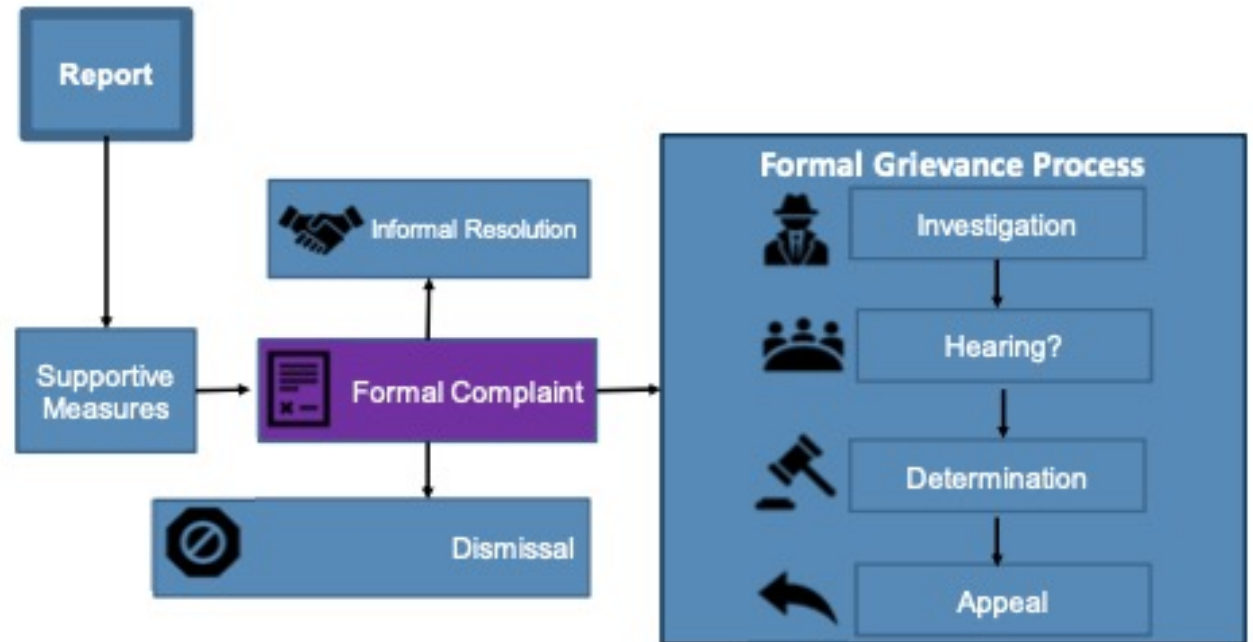 Report
Supportive
Measures
Informal Resolution
Formal Complaint
Dismissal
Formal Grievance Process
Investigation
Hearing?
Determination
Appeal